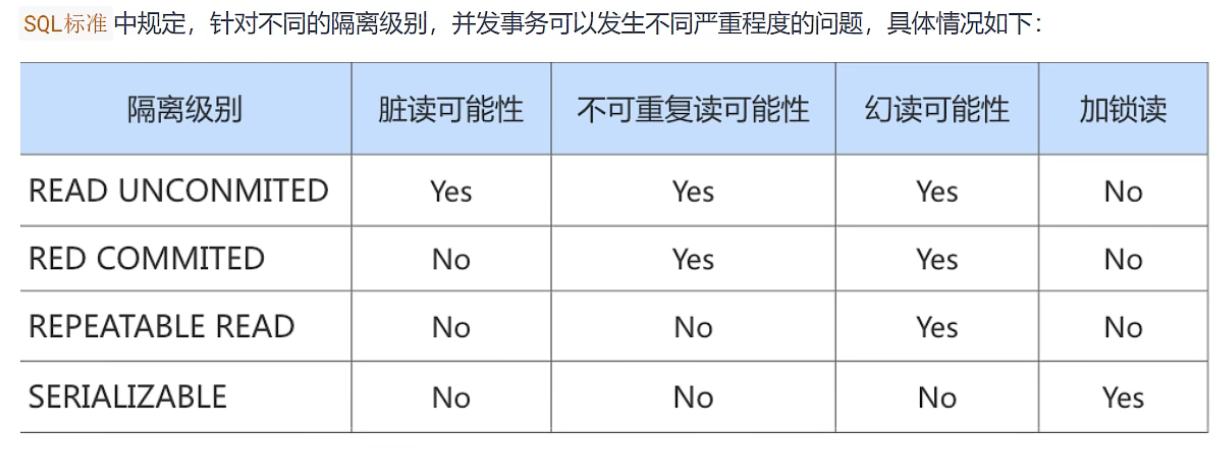 SQL标准 中规定，针对不同的隔离级别，并发事务可以发生不同严重程度的问题，具体情况如下：
隔离级别 脏读可能性 不可重复读可能性 幻读可能性 加锁读
READ UNCONMITED Yes Yes Yes No
RED COMMITED No Yes Yes No
REPEATABLE READ No No Yes No
SERIALIZABLE No No No Yes